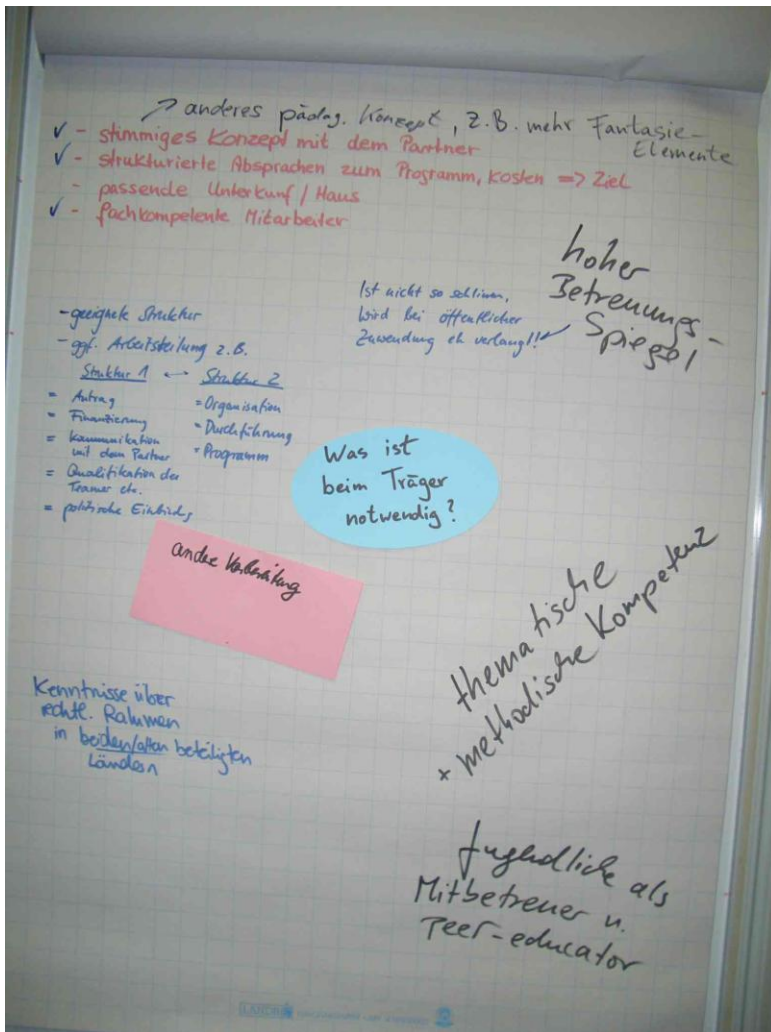 ↗ anderes pädag. Konzept, z.B. mehr Fantasie-
Elemente
✓ - stimmiges Konzept mit dem Partner
✓ - strukturierte Absprachen zum Programm, Kosten => Ziel
- passende Unterkunf / Haus
✓ - fachkompetente Mitarbeiter
hoher
Betreuungs-
Spiegel
Ist nicht so schlimm,
wird bei öffentlicher
Zuwendung eh verlangt!!
- geeignete Struktur
- ggf. Arbeitsteilung z.B.
Struktur 1 ↔ Struktur 2
= Antrag
= Finanzierung
= Kommunikation
mit dem Partner
= Qualifikation der
Teamer etc.
= politische Einbindg
= Organisation
= Durchführung
= Programm
Was ist
beim Träger
notwendig?
andere Vorbereitung
thematische
+ methodische Kompetenz
Kenntnisse über
rechtl. Rahmen
in beiden/allen beteiligten
Ländern
Jugendliche als
Mitbetreuer u.
Peer-educator